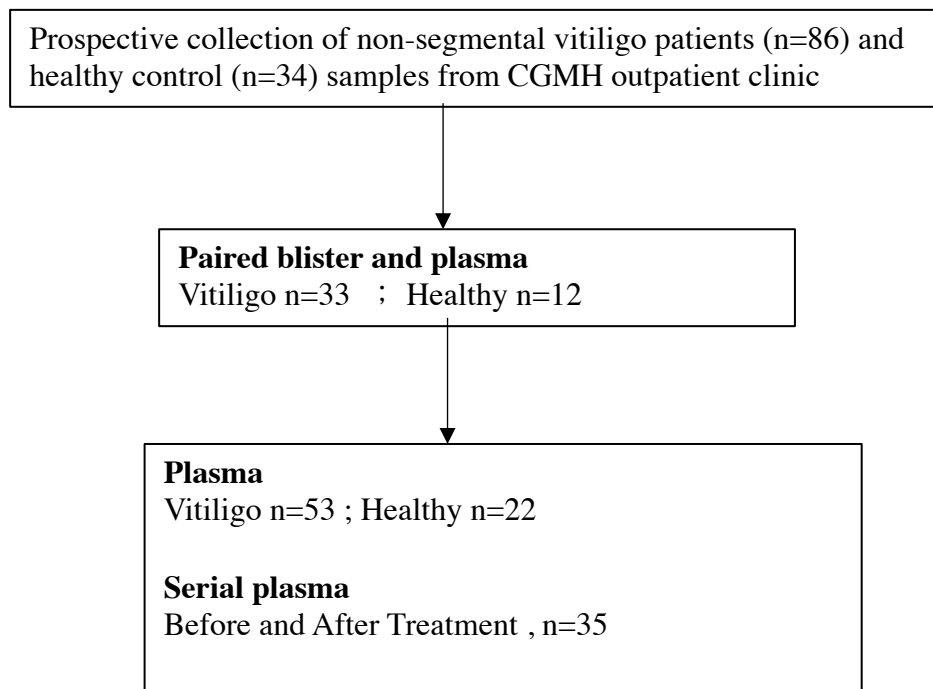 Prospective collection of non-segmental vitiligo patients (n=86) and
healthy control (n=34) samples from CGMH outpatient clinic
Paired blister and plasma
Vitiligo n=33 ； Healthy n=12
Plasma
Vitiligo n=53 ; Healthy n=22
Serial plasma
Before and After Treatment , n=35